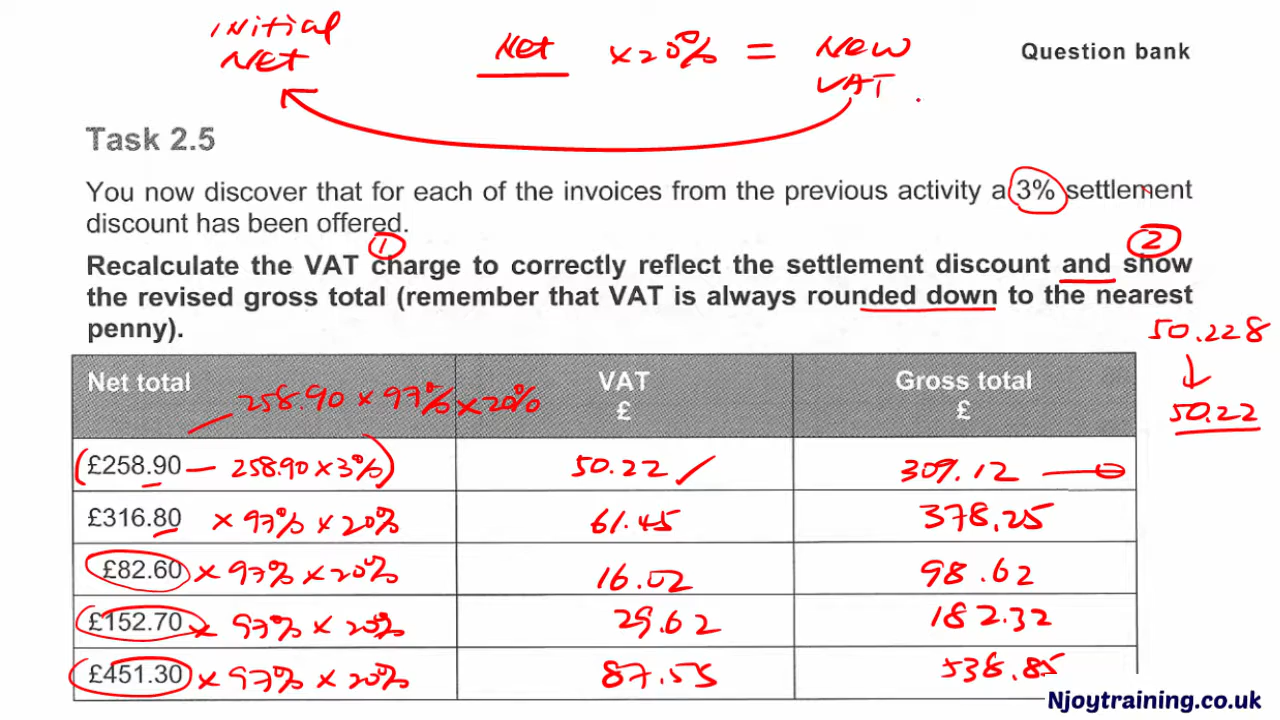 initial
Net
Net × 20% = New
VAT
Question bank
Task 2.5
You now discover that for each of the invoices from the previous activity a 3% settlement
discount has been offered.
① ②
Recalculate the VAT charge to correctly reflect the settlement discount and show
the revised gross total (remember that VAT is always rounded down to the nearest
penny).
50.228
↓
50.22
Net total VAT Gross total
258.90 × 97% × 20% £ £
(£258.90 - 258.90 × 3%) 50.22 ✓ 309.12
£316.80 × 97% × 20% 61.45 378.25
£82.60 × 97% × 20% 16.02 98.62
£152.70 × 97% × 20% 29.62 182.32
£451.30 × 97% × 20% 87.55 538.85
Njoytraining.co.uk